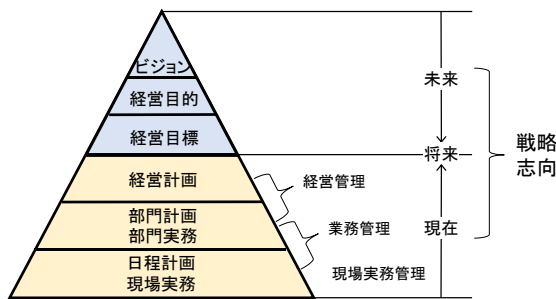 ビジョン
経営目的
経営目標
経営計画
部門計画
部門実務
日程計画
現場実務
経営管理
業務管理
現場実務管理
未来
将来
現在
戦略
志向